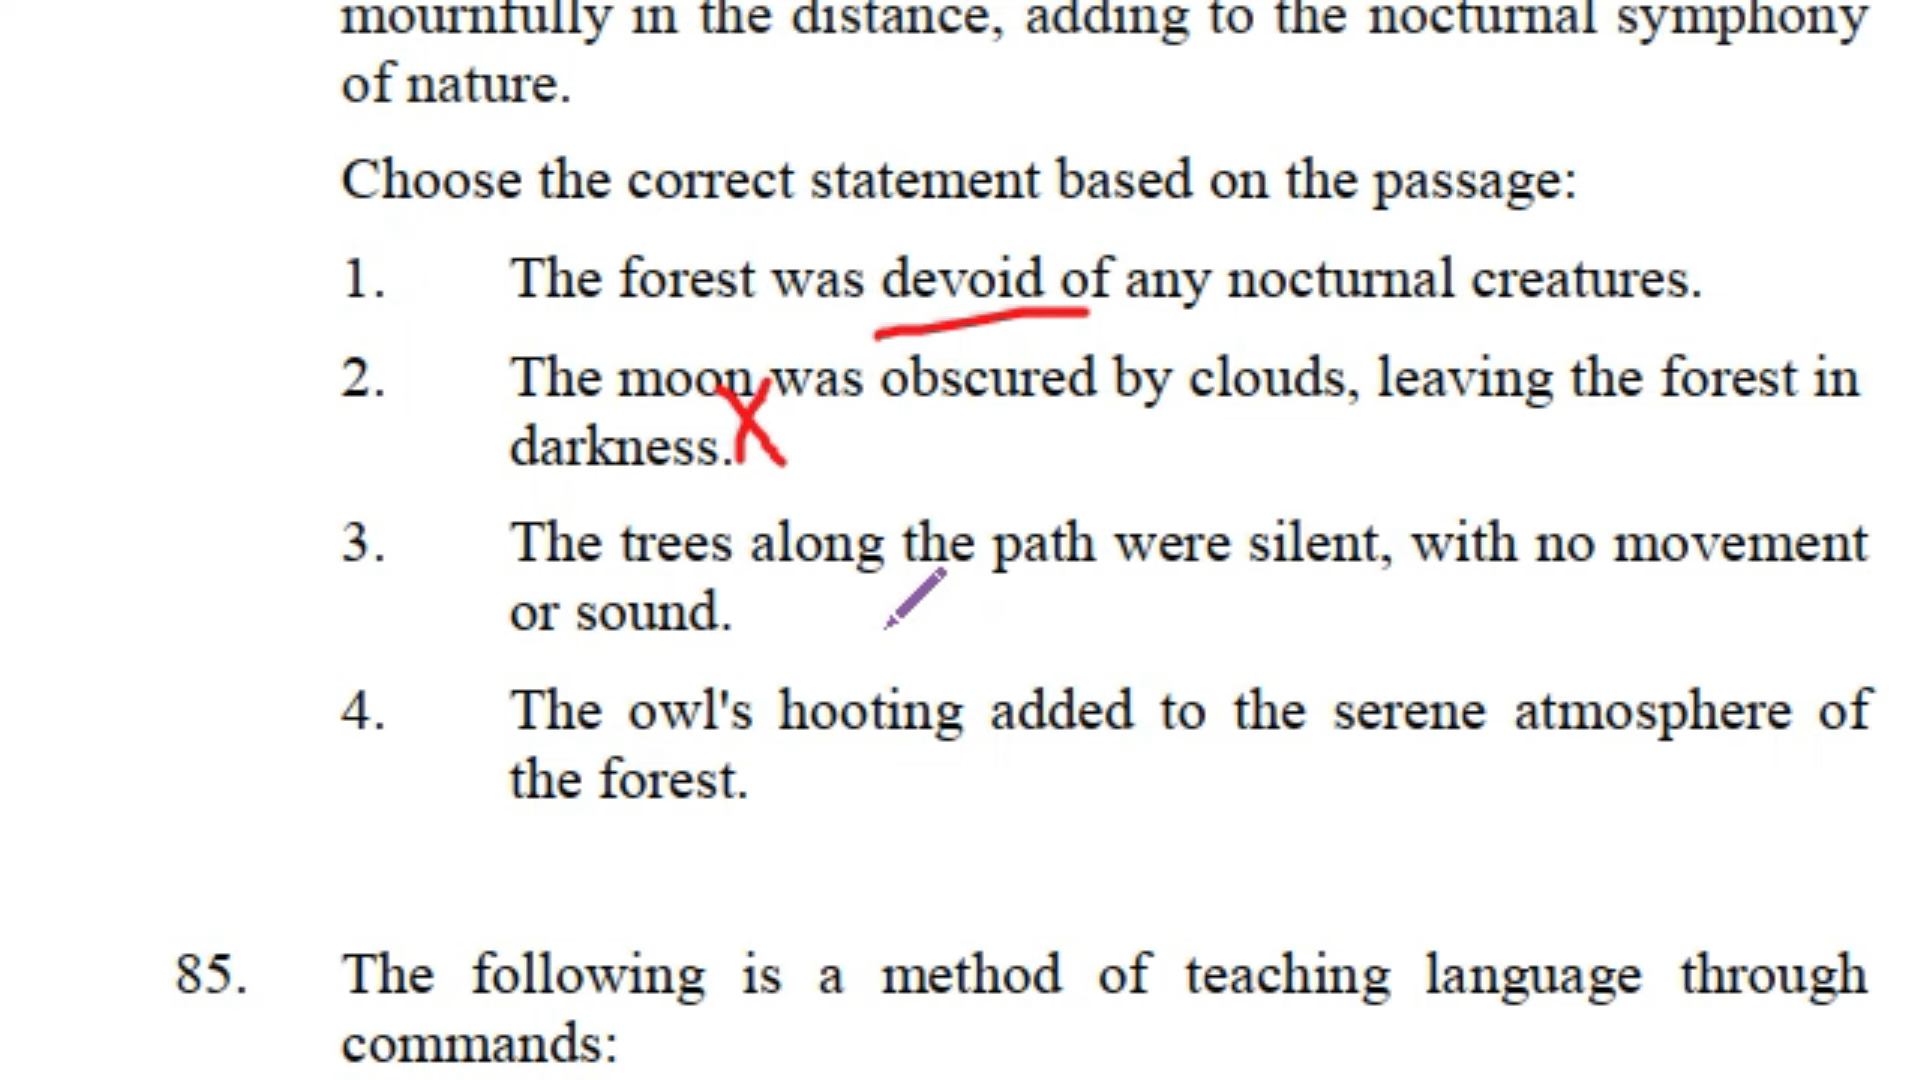 mournfully in the distance, adding to the nocturnal symphony
of nature.
Choose the correct statement based on the passage:
1. The forest was devoid of any nocturnal creatures.
2. The moon was obscured by clouds, leaving the forest in
darkness.
3. The trees along the path were silent, with no movement
or sound.
4. The owl's hooting added to the serene atmosphere of
the forest.
85. The following is a method of teaching language through
commands: